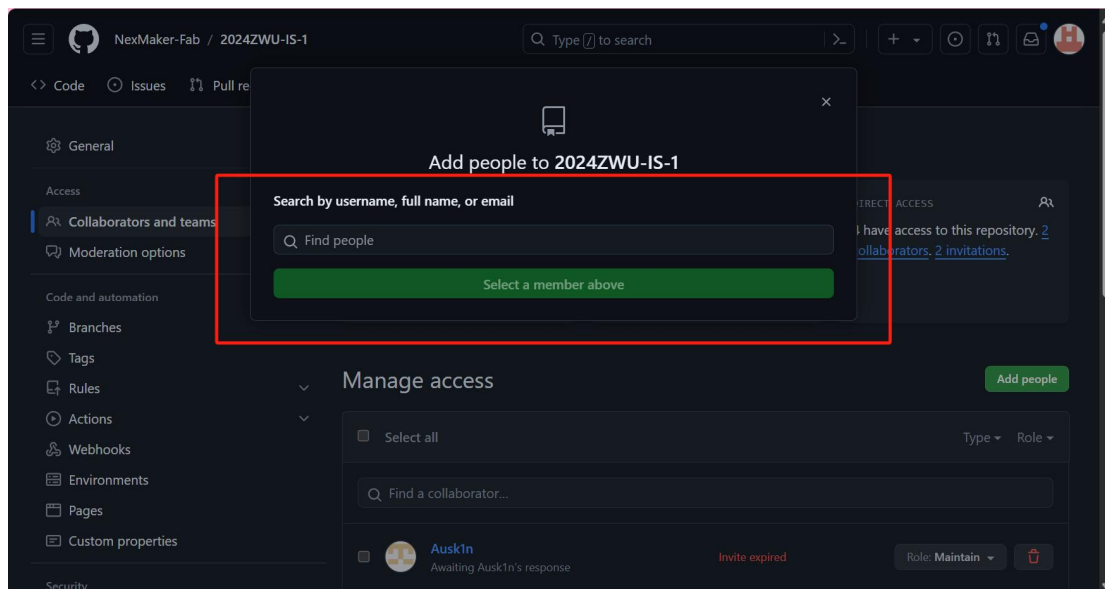 NexMaker-Fab / 2024ZWU-IS-1
Type / to search
Code
Issues
Pull re
Add people to 2024ZWU-IS-1
Search by username, full name, or email
Find people
Select a member above
General
Access
Collaborators and teams
Moderation options
Code and automation
Branches
Tags
Rules
Actions
Webhooks
Environments
Pages
Custom properties
Security
DIRECT ACCESS
have access to this repository. 2
ollaborators. 2 invitations.
Manage access
Add people
Select all
Type
Role
Find a collaborator...
Ausk1n
Awaiting Ausk1n's response
Invite expired
Role: Maintain